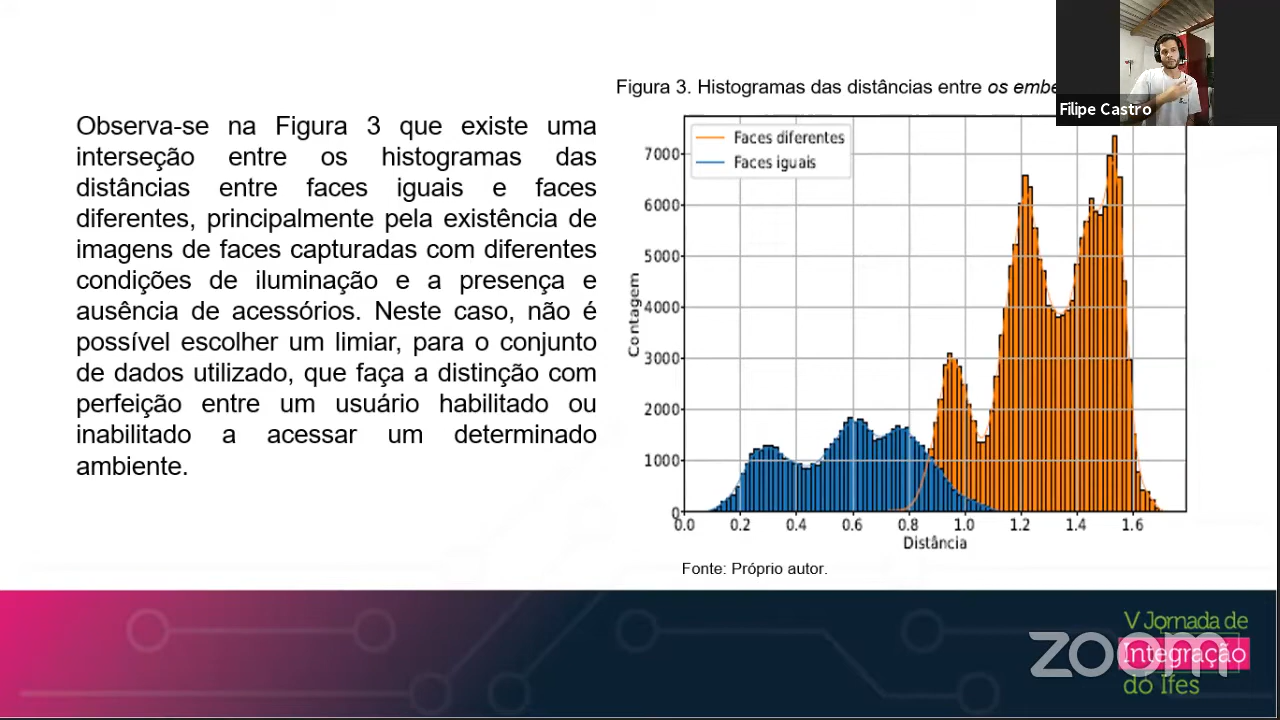 Figura 3. Histogramas das distâncias entre os embe
Filipe Castro
Observa-se na Figura 3 que existe uma
interseção entre os histogramas das
distâncias entre faces iguais e faces
diferentes, principalmente pela existência de
imagens de faces capturadas com diferentes
condições de iluminação e a presença e
ausência de acessórios. Neste caso, não é
possível escolher um limiar, para o conjunto
de dados utilizado, que faça a distinção com
perfeição entre um usuário habilitado ou
inabilitado a acessar um determinado
ambiente.
Faces diferentes
Faces iguais
Contagem
7000
6000
5000
4000
3000
2000
1000
0
0.0 0.2 0.4 0.6 0.8 1.0 1.2 1.4 1.6
Distância
Fonte: Próprio autor.
V Jornada de
Integração
do Ifes
zoom